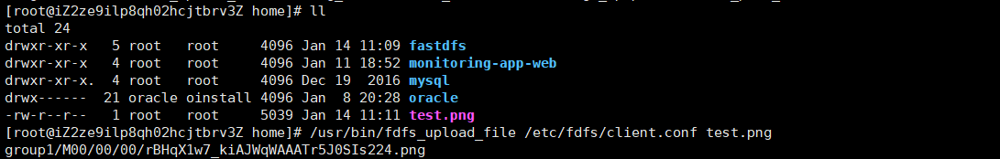 [root@iZ2ze9ilp8qh02hcjtbrv3Z home]# ll
total 24
drwxr-xr-x   5 root   root     4096 Jan 14 11:09 fastdfs
drwxr-xr-x   4 root   root     4096 Jan 11 18:52 monitoring-app-web
drwxr-xr-x.  4 root   root     4096 Dec 19  2016 mysql
drwx------  21 oracle oinstall 4096 Jan  8 20:28 oracle
-rw-r--r--   1 root   root     5039 Jan 14 11:11 test.png
[root@iZ2ze9ilp8qh02hcjtbrv3Z home]# /usr/bin/fdfs_upload_file /etc/fdfs/client.conf test.png
group1/M00/00/00/rBHqX1w7_kiAJWqWAAATr5J0SIs224.png